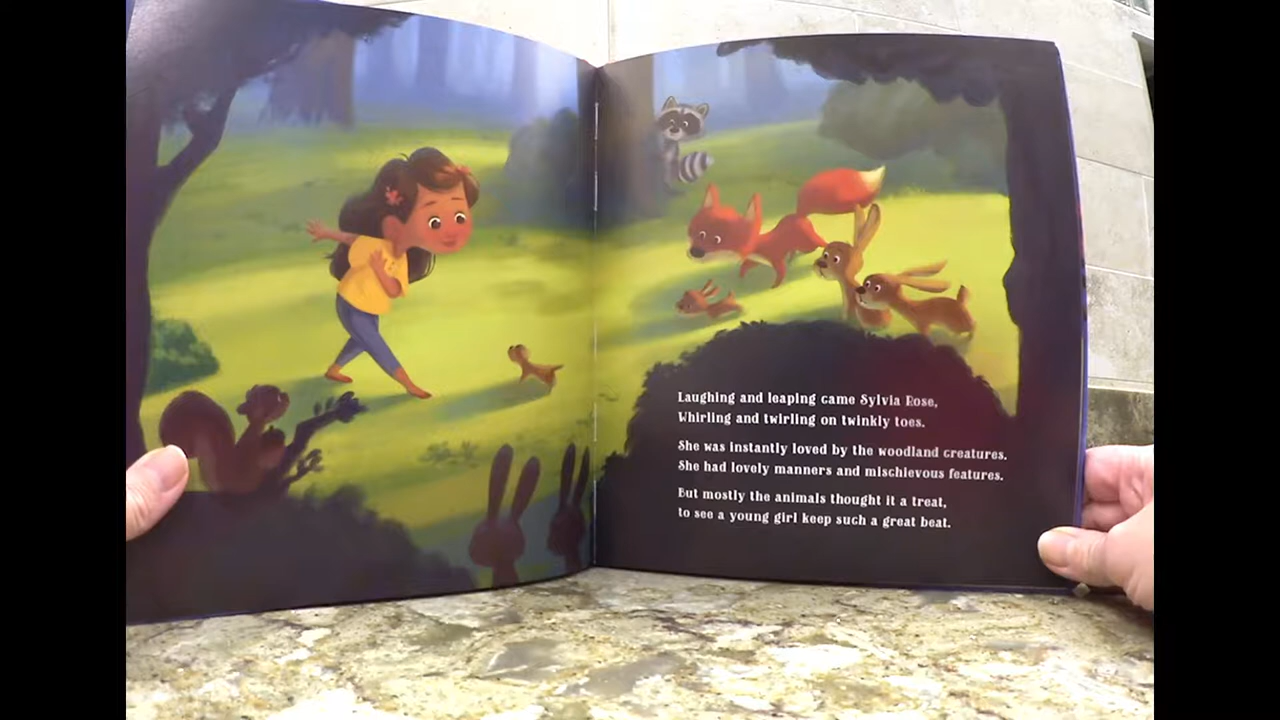 Laughing and leaping came Sylvia Rose,
Whirling and twirling on twinkly toes.
She was instantly loved by the woodland creatures.
She had lovely manners and mischievous features.
But mostly the animals thought it a treat,
to see a young girl keep such a great beat.